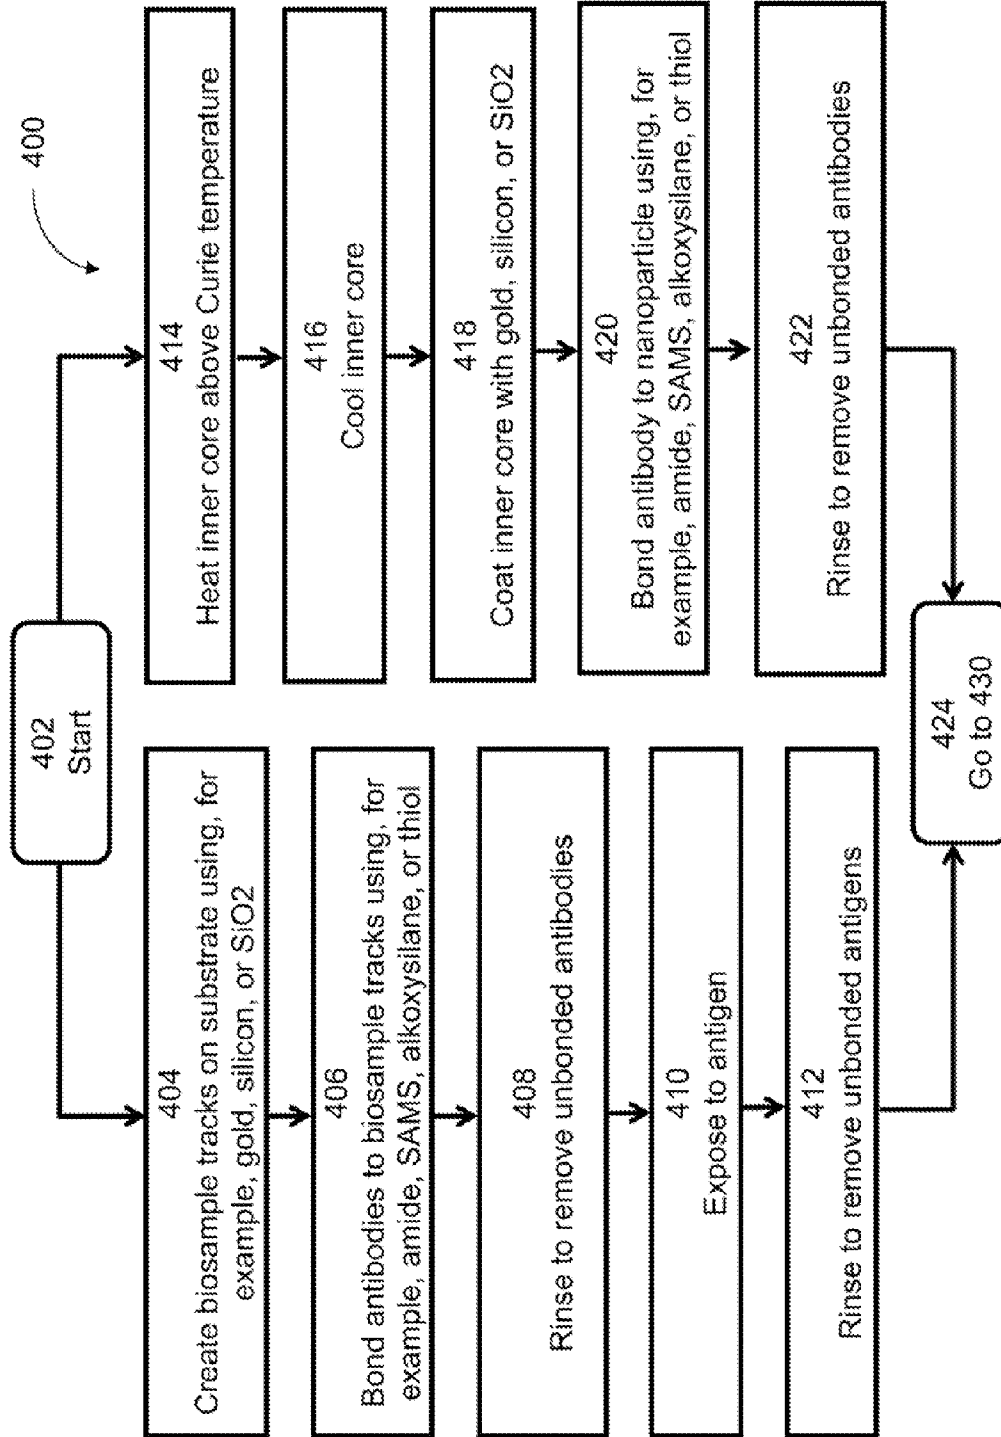 400
402
Start
404
Create biosample tracks on substrate using, for
example, gold, silicon, or SiO2
406
Bond antibodies to biosample tracks using, for
example, amide, SAMS, alkoxysilane, or thiol
408
Rinse to remove unbonded antibodies
410
Expose to antigen
412
Rinse to remove unbonded antigens
414
Heat inner core above Curie temperature
416
Cool inner core
418
Coat inner core with gold, silicon, or SiO2
420
Bond antibody to nanoparticle using, for
example, amide, SAMS, alkoxysilane, or thiol
422
Rinse to remove unbonded antibodies
424
Go to 430